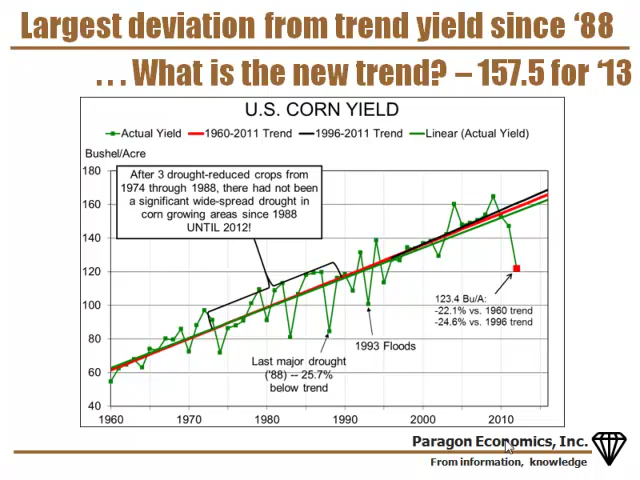 Largest deviation from trend yield since ‘88
. . . What is the new trend? – 157.5 for ‘13
U.S. CORN YIELD
Actual Yield 1960-2011 Trend 1996-2011 Trend Linear (Actual Yield)
Bushel/Acre
180
160
140
120
100
80
60
40
After 3 drought-reduced crops from
1974 through 1988, there had not been
a significant wide-spread drought in
corn growing areas since 1988
UNTIL 2012!
123.4 Bu/A:
-22.1% vs. 1960 trend
-24.6% vs. 1996 trend
1993 Floods
Last major drought
('88) -- 25.7%
below trend
1960 1970 1980 1990 2000 2010
Paragon Economics, Inc.
From information, knowledge